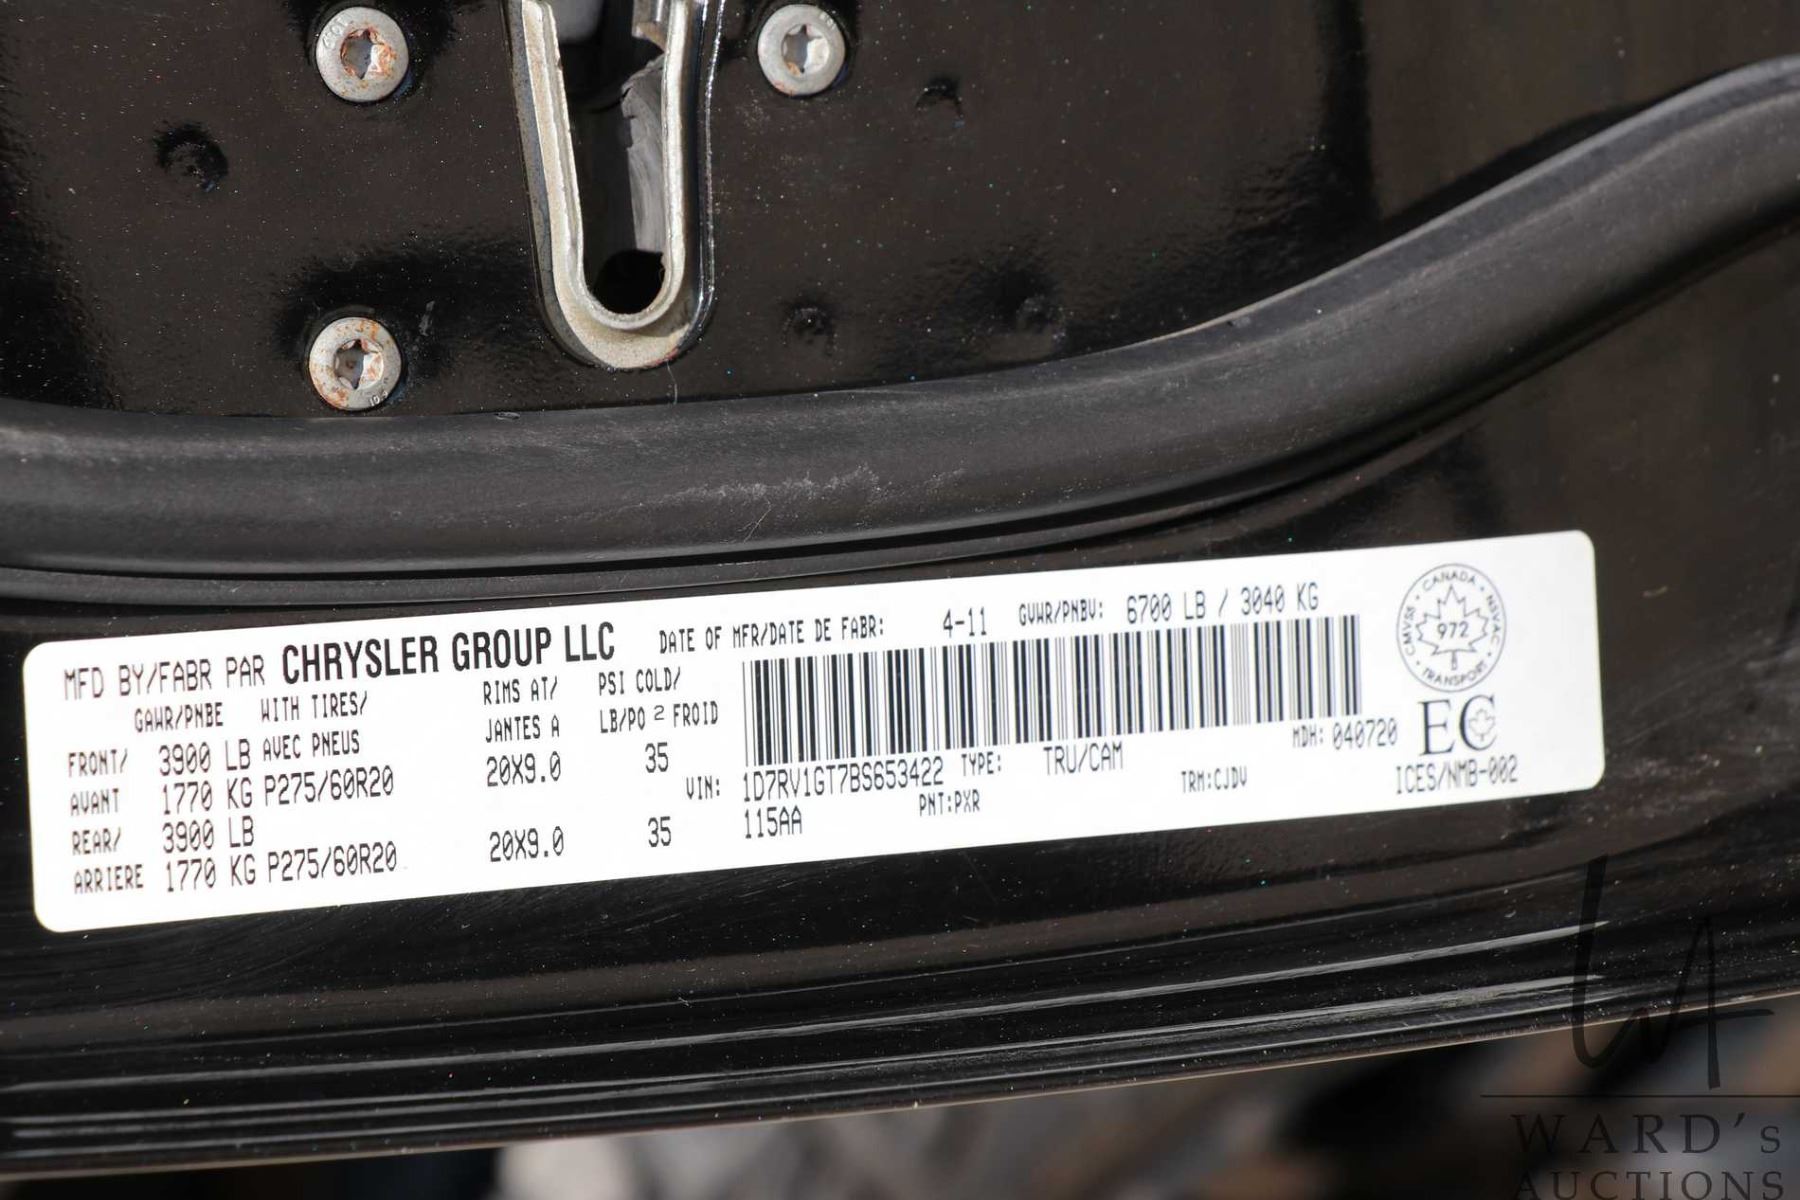 MFD BY/FABR PAR CHRYSLER GROUP LLC DATE OF MFR/DATE DE FABR: 4-11 GVWR/PNBV: 6700 LB / 3040 KG
GAWR/PNBE WITH TIRES/ RIMS AT/ PSI COLD/
AVEC PNEUS JANTES A LB/PO 2 FROID
FRONT/ 3900 LB
AVANT 1770 KG P275/60R20 20X9.0 35
REAR/ 3900 LB
ARRIERE 1770 KG P275/60R20 20X9.0 35
VIN: 1D7RV1GT7BS653422 TYPE: TRU/CAM MDH: 040720
115AA PNT:PXR TRM:CJDV
CANADA
CMVSS NSVAC
972
TRANSPORT
EC
ICES/NMB-002
WARD's
AUCTIONS